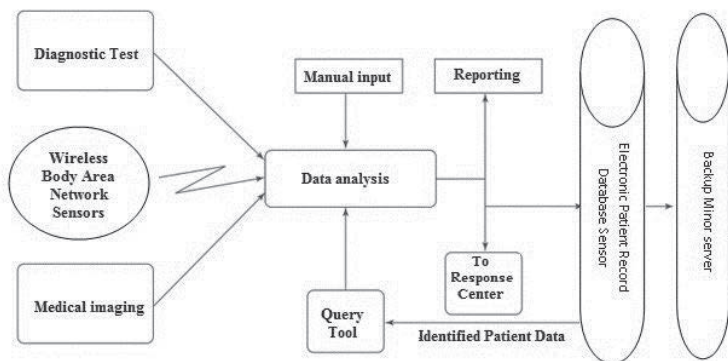 Diagnostic Test
Manual input
Reporting
Wireless
Body Area
Network
Sensors
Data analysis
Medical imaging
Query
Tool
To
Response
Center
Identified Patient Data
Electronic Patient Record
Database Sensor
Backup Minor server